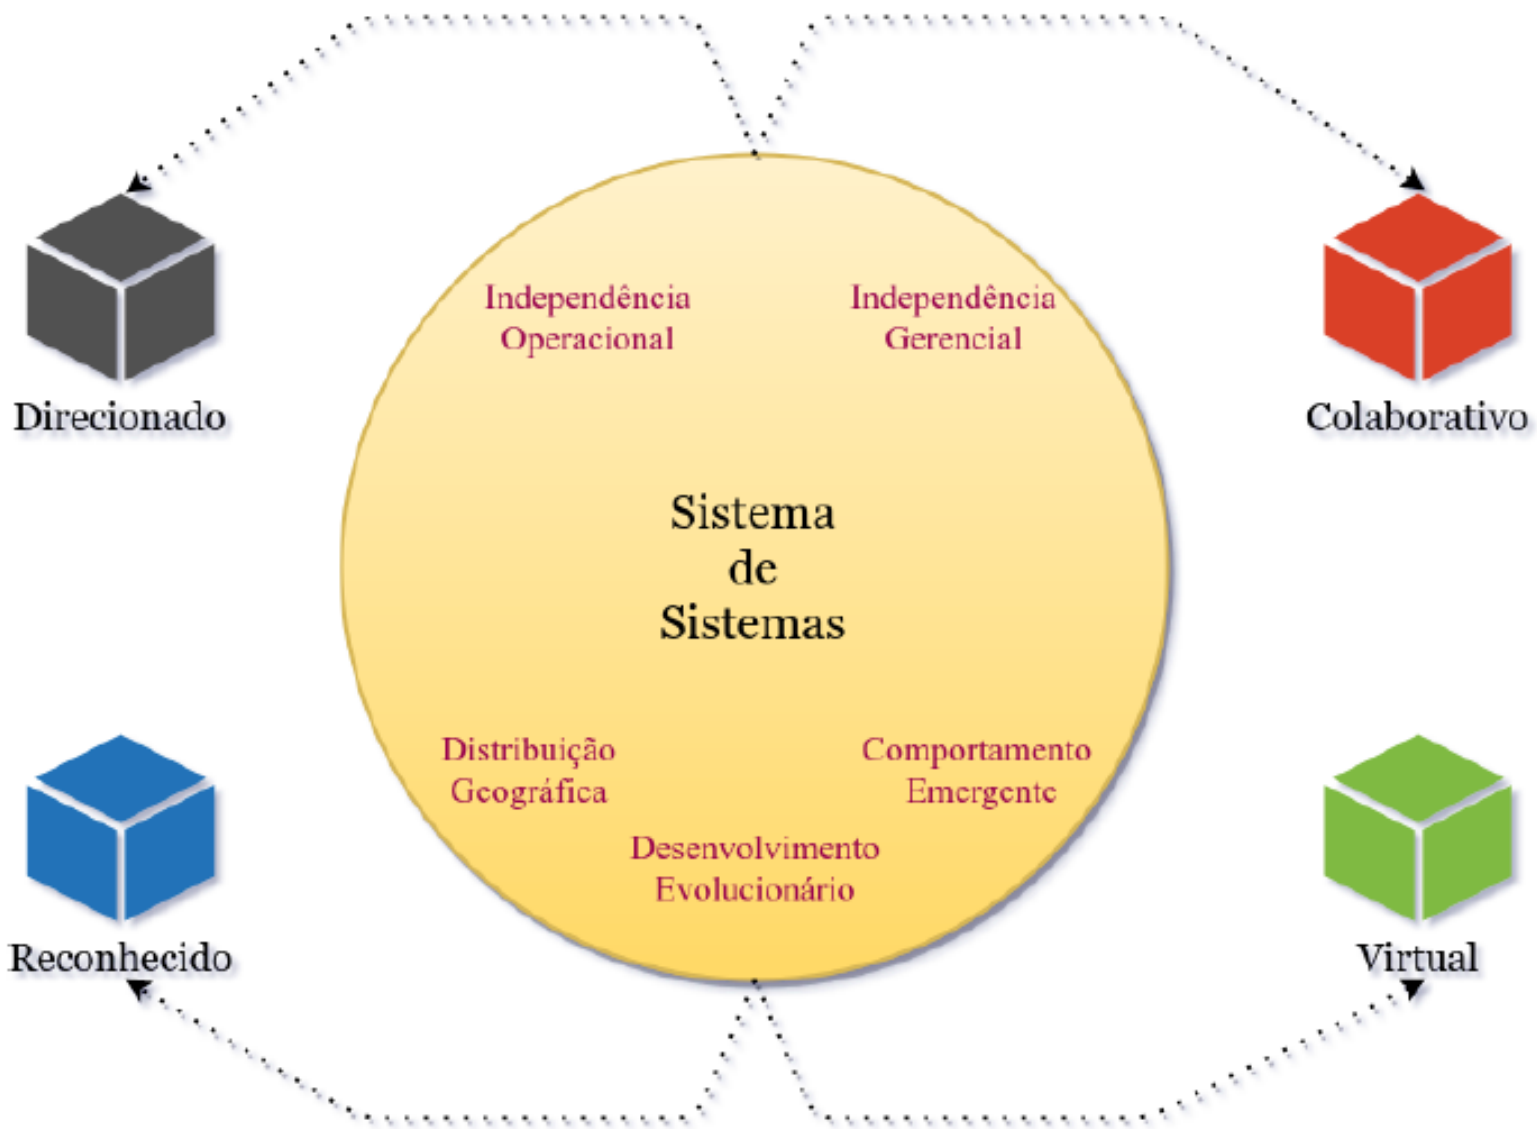 Independência
Operacional
Independência
Gerencial
Direcionado
Colaborativo
Sistema
de
Sistemas
Distribuição
Geográfica
Comportamento
Emergente
Desenvolvimento
Evolucionário
Reconhecido
Virtual